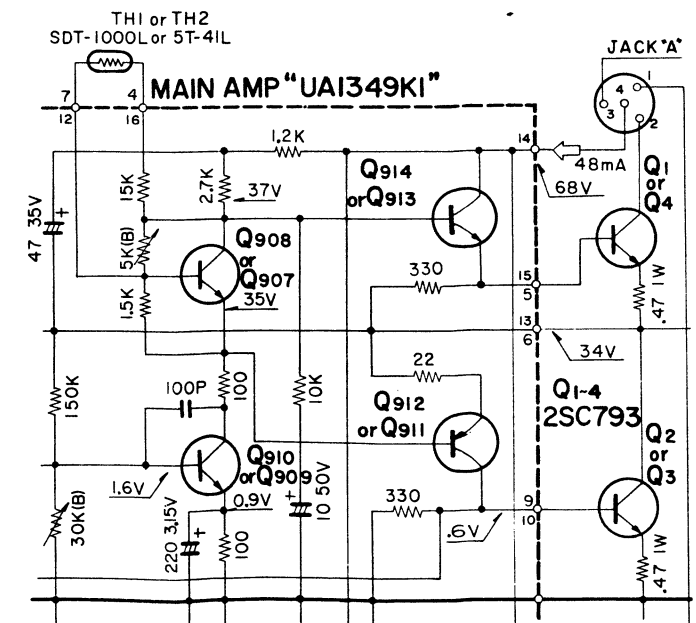 TH1 or TH2
SDT-1000L or 5T-41L
JACK "A"
MAIN AMP "UA1349K1"
7
4
12
16
1
4
3
2
14
48mA
1.2K
68V
Q1
or
Q4
Q914
or Q913
15K
2.7K
37V
47 35V
+
5K(B)
Q908
or
Q907
35V
1.5K
330
15
5
.47 1W
13
6
34V
22
150K
100P
100
10K
Q912
or Q911
Q1~4
2SC793
Q2
or
Q3
Q910
or Q909
1.6V
0.9V
+
10 50V
330
9
10
.6V
30K(B)
220 3.15V
+
100
.47 1W